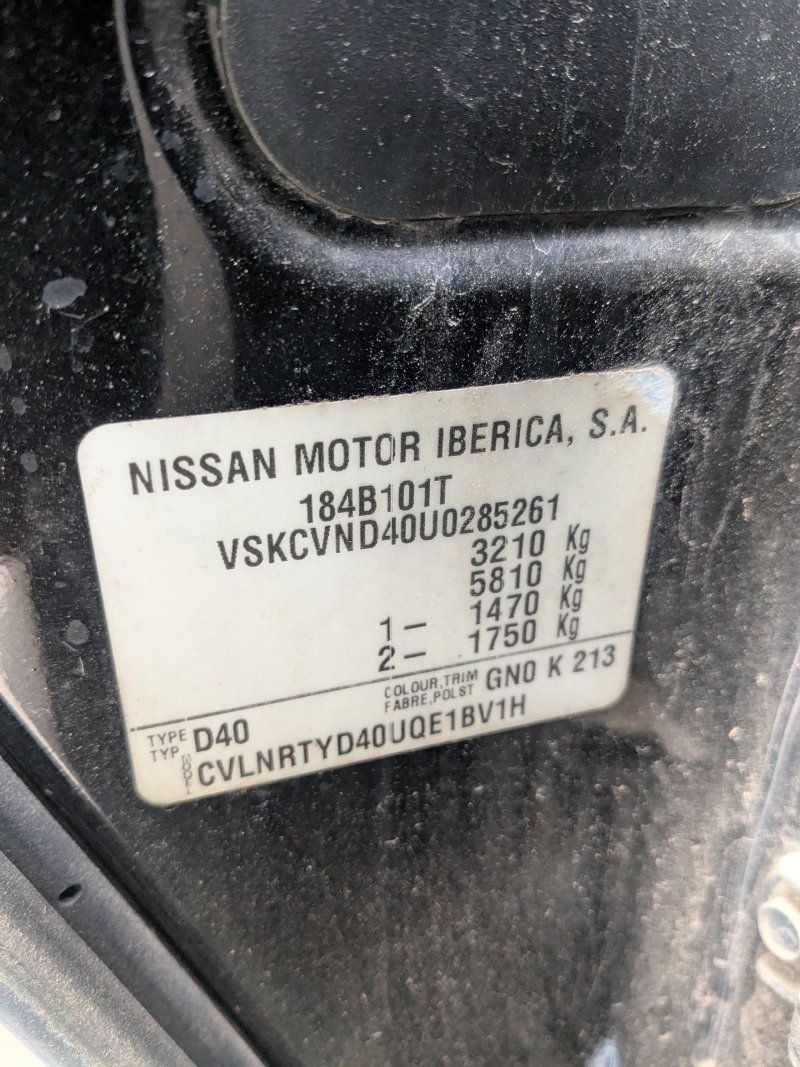 NISSAN MOTOR IBERICA, S.A.
184B101T
VSKCVND40U0285261
3210 Kg
5810 Kg
1– 1470 Kg
2– 1750 Kg
COLOUR,TRIM GN0 K 213
FABRE,POLST
TYPE D40
TYP
MODEL CVLNRTYD40UQE1BV1H